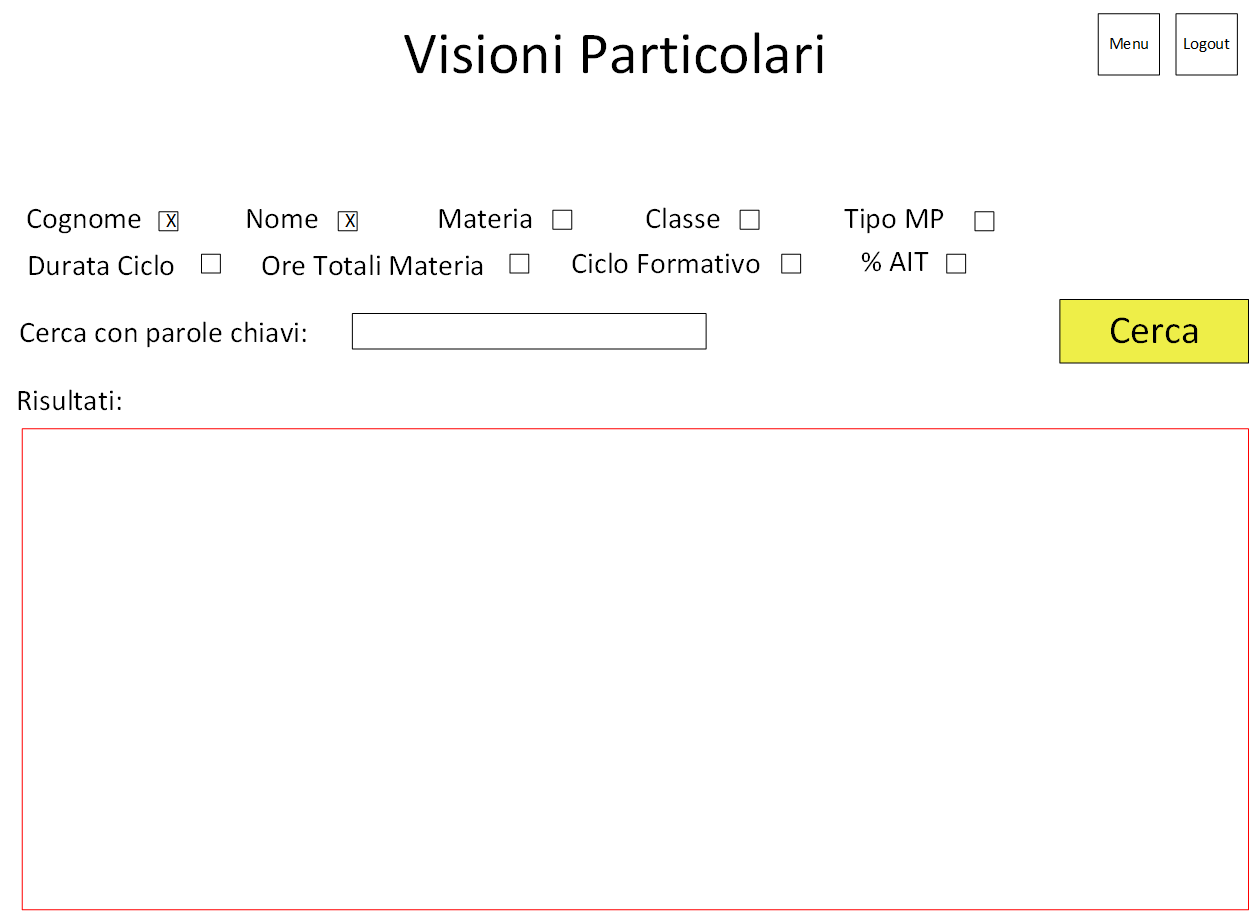 Visioni Particolari
Menu Logout
Cognome X Nome X Materia Classe Tipo MP
Durata Ciclo Ore Totali Materia Ciclo Formativo % AIT
Cerca con parole chiavi: Cerca
Risultati: